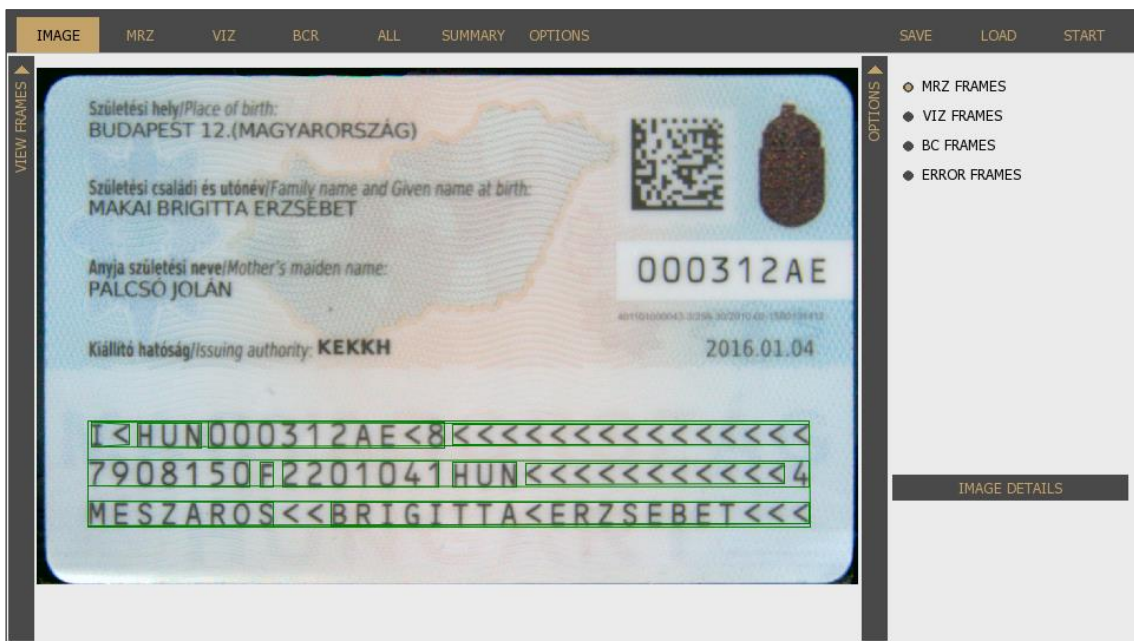 IMAGE MRZ VIZ BCR ALL SUMMARY OPTIONS SAVE LOAD START
VIEW FRAMES
Születési hely/Place of birth:
BUDAPEST 12.(MAGYARORSZÁG)
Születési családi és utónév/Family name and Given name at birth:
MAKAI BRIGITTA ERZSÉBET
Anyja születési neve/Mother's maiden name:
PALCSÓ JOLÁN
000312AE
Kiállító hatóság/Issuing authority: KEKKH
2016.01.04
I<HUN000312AE<8<<<<<<<<<<<<<<<
7908150F2201041HUN<<<<<<<<<<<4
MESZAROS<<BRIGITTA<ERZSEBET<<<
OPTIONS
MRZ FRAMES
VIZ FRAMES
BC FRAMES
ERROR FRAMES
IMAGE DETAILS